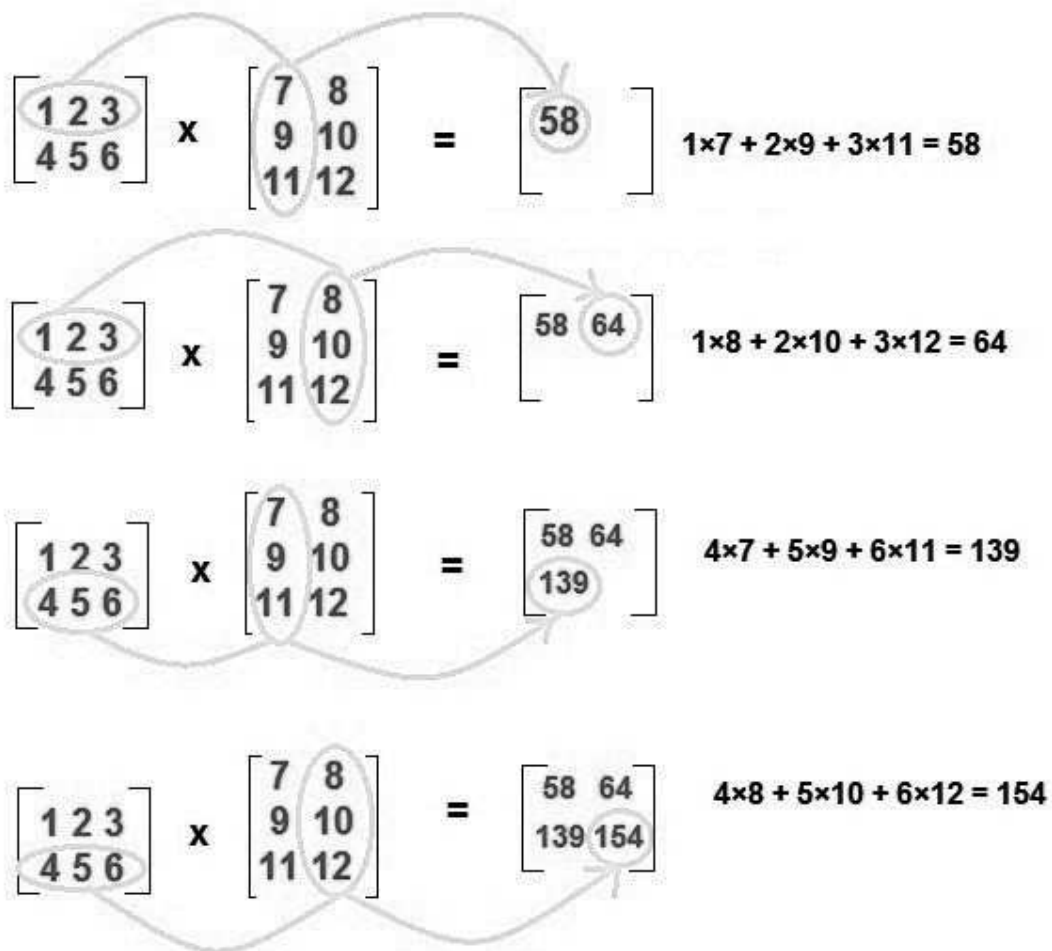 1 2 3 7 8
4 5 6 x 9 10 = 58 1×7 + 2×9 + 3×11 = 58
11 12
1 2 3 7 8 58 64
4 5 6 x 9 10 = 1×8 + 2×10 + 3×12 = 64
11 12
1 2 3 7 8 58 64
4 5 6 x 9 10 = 139 4×7 + 5×9 + 6×11 = 139
11 12
1 2 3 7 8 58 64
4 5 6 x 9 10 = 139 154 4×8 + 5×10 + 6×12 = 154
11 12